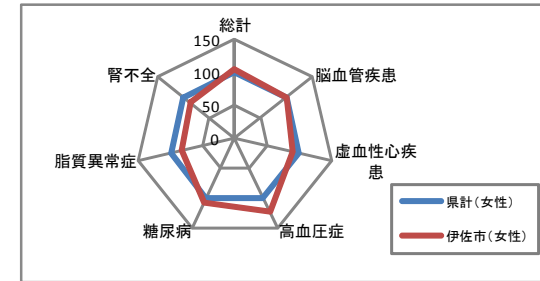 総計
150
100
50
0
脳血管疾患
虚血性心疾
患
高血圧症
糖尿病
脂質異常症
腎不全
県計（女性）
伊佐市（女性）